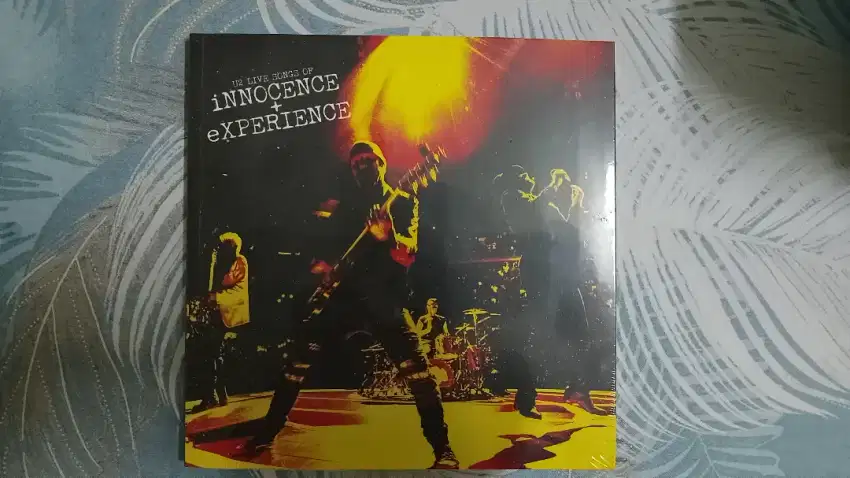 U2 LIVE SONGS OF
iNNOCENCE
+
eXPERIENCE